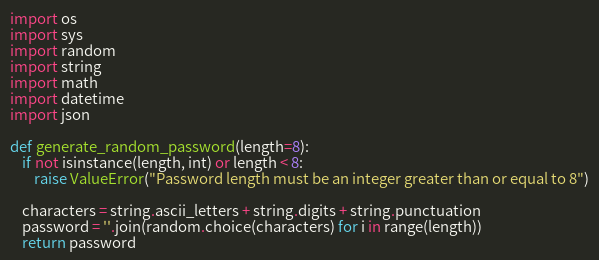 import os
import sys
import random
import string
import math
import datetime
import json

def generate_random_password(length=8):
    if not isinstance(length, int) or length < 8:
        raise ValueError("Password length must be an integer greater than or equal to 8")

    characters = string.ascii_letters + string.digits + string.punctuation
    password = ''.join(random.choice(characters) for i in range(length))
    return password